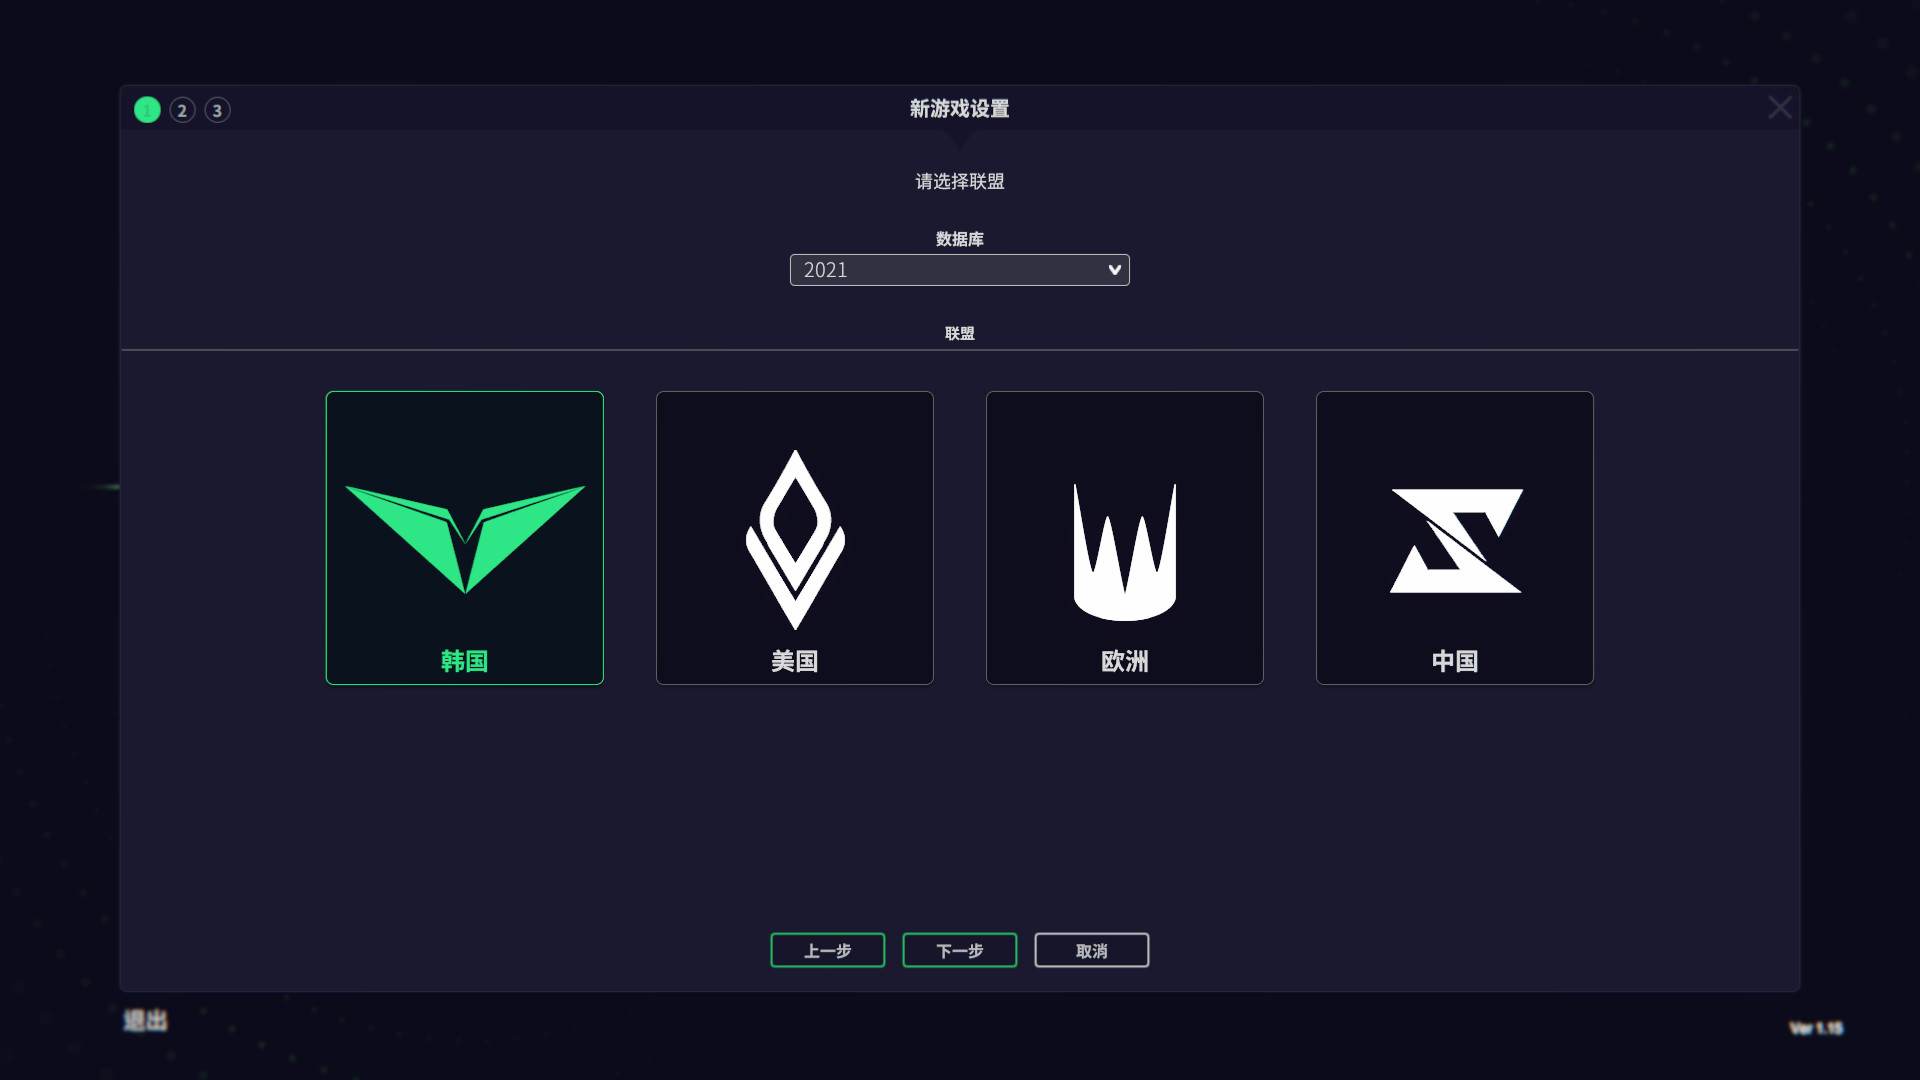 1 2 3
新游戏设置
请选择联盟
数据库
2021
联盟
韩国
美国
欧洲
中国
上一步
下一步
取消
退出
Ver 1.15